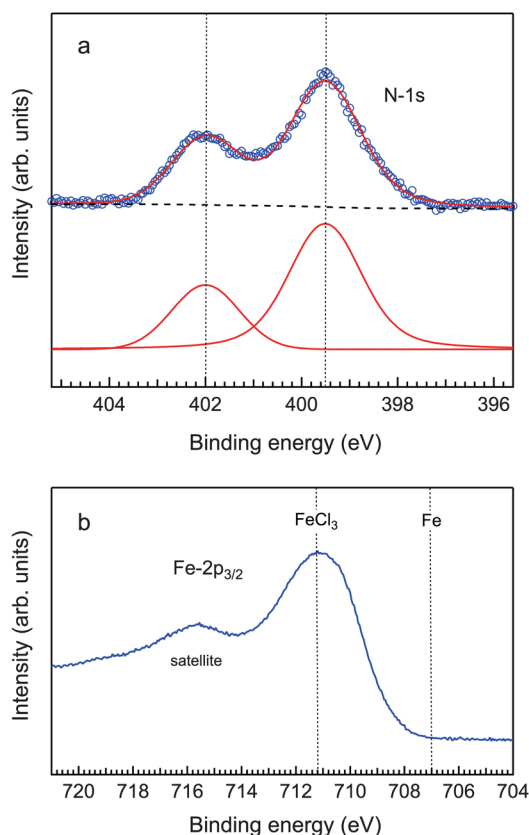 a
N-1s
Intensity (arb. units)
404 402 400 398 396
Binding energy (eV)
b
FeCl₃ Fe
Fe-2p₃/₂
satellite
Intensity (arb. units)
720 718 716 714 712 710 708 706 704
Binding energy (eV)